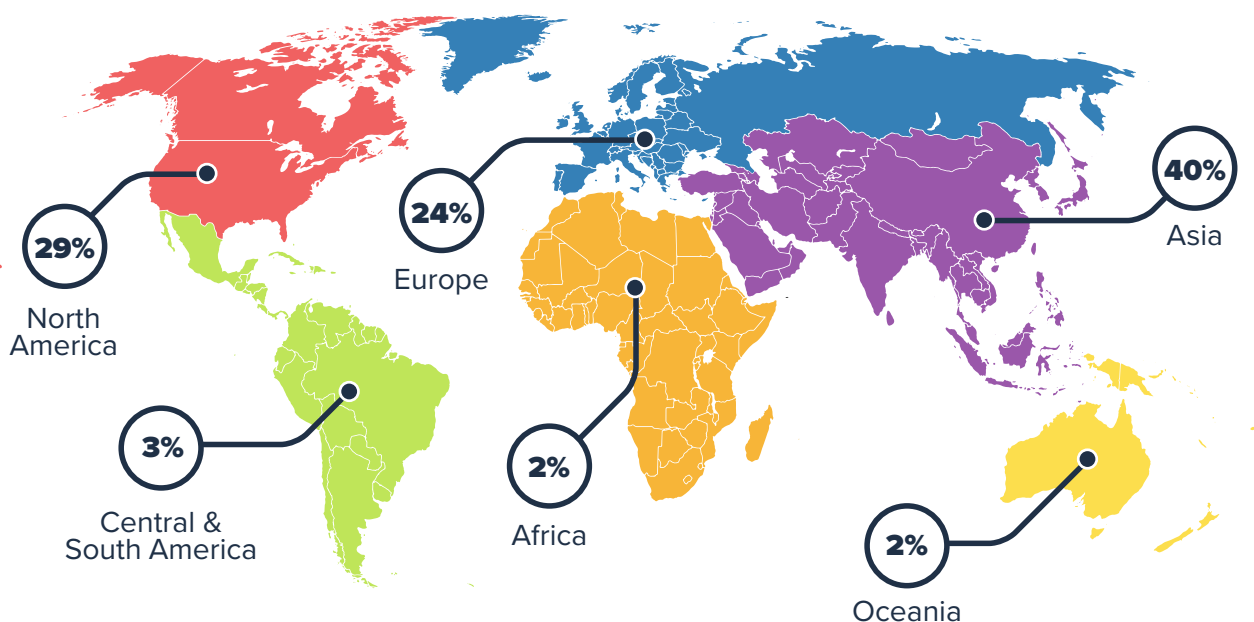 29%
North
America
24%
Europe
40%
Asia
3%
Central &
South America
2%
Africa
2%
Oceania